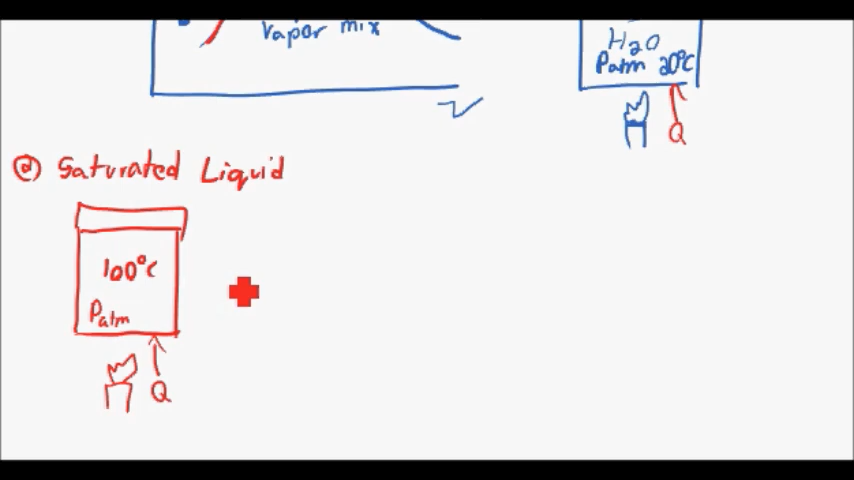 Vapor mix
H2O
Patm 20°C
Q
@ Saturated Liquid
100°C
Patm
Q